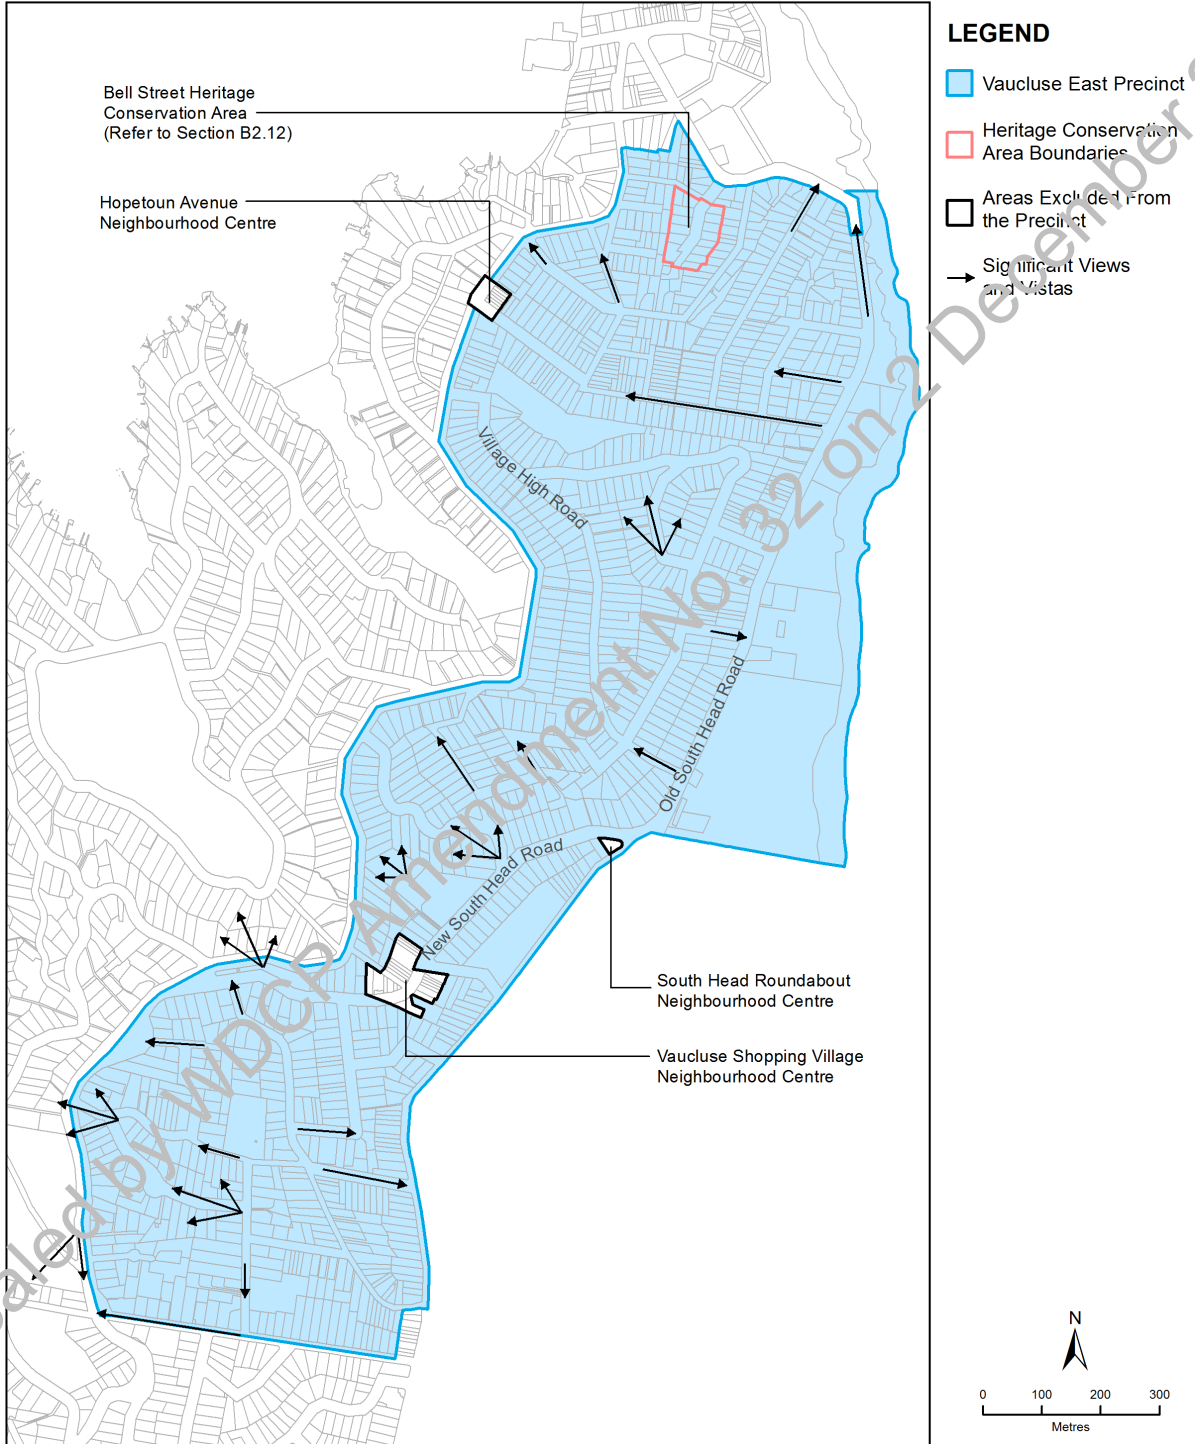 LEGEND
Vaucluse East Precinct
Heritage Conservation
Area Boundaries
Areas Excluded From
the Precinct
Significant Views
and Vistas
Bell Street Heritage
Conservation Area
(Refer to Section B2.12)
Hopetoun Avenue
Neighbourhood Centre
Village High Road
Old South Head Road
New South Head Road
South Head Roundabout
Neighbourhood Centre
Vaucluse Shopping Village
Neighbourhood Centre
by WDCP Amendment No. 32 on 2 December
N
0 100 200 300
Metres